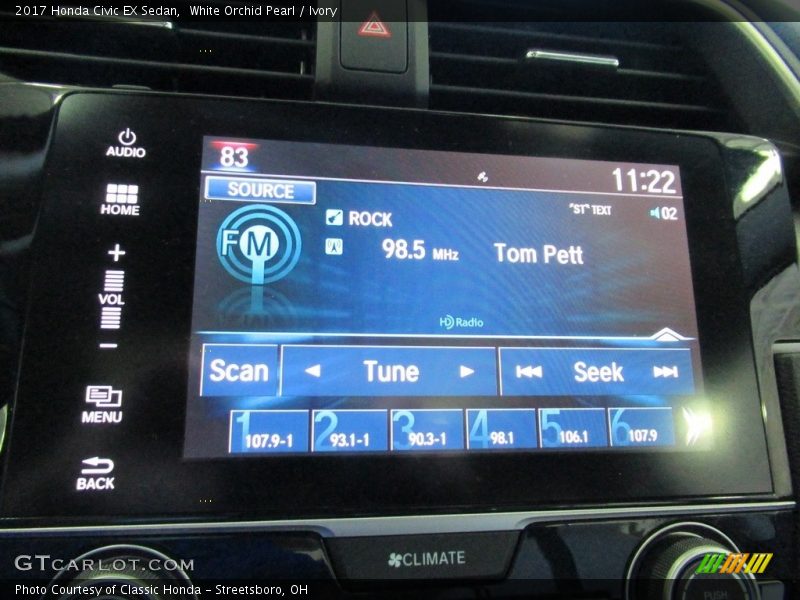 2017 Honda Civic EX Sedan,  White Orchid Pearl / Ivory
AUDIO
83
11:22
SOURCE
"ST" TEXT
02
HOME
FM
ROCK
98.5 MHz
Tom Pett
VOL
HD Radio
Scan
Tune
Seek
MENU
1 107.9-1
2 93.1-1
3 90.3-1
4 98.1
5 106.1
6 107.9
BACK
CLIMATE
GTCARLOT.COM
PUSH
Photo Courtesy of Classic Honda - Streetsboro, OH